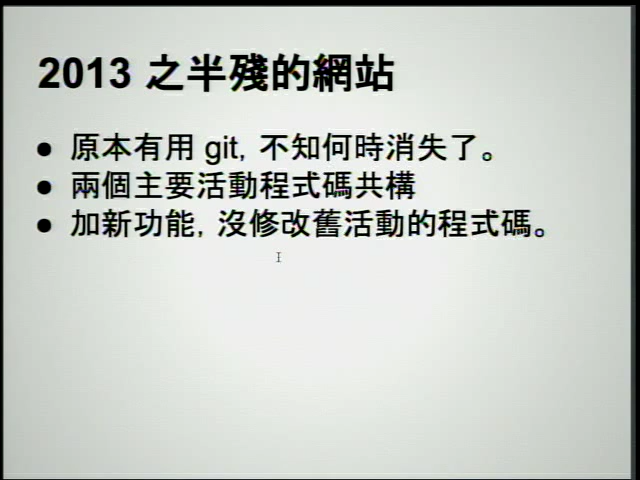 2013 之半殘的網站
● 原本有用 git, 不知何時消失了。
● 兩個主要活動程式碼共構
● 加新功能, 沒修改舊活動的程式碼。